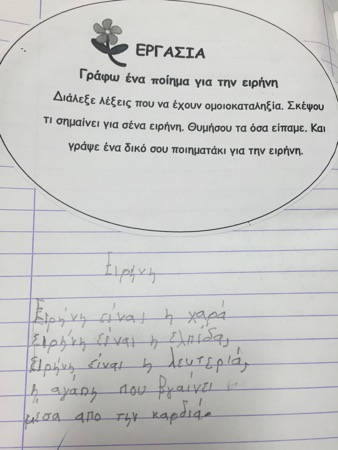 ΕΡΓΑΣΙΑ
Γράφω ένα ποίημα για την ειρήνη
Διάλεξε λέξεις που να έχουν ομοιοκαταληξία. Σκέψου
τι σημαίνει για σένα ειρήνη. Θυμήσου τα όσα είπαμε. Και
γράψε ένα δικό σου ποιηματάκι για την ειρήνη.
Ειρήνη
Ειρήνη είναι η χαρά
Ειρήνη είναι η ελπίδα,
Ειρήνη είναι η λευτεριά,
η αγάπη που βγαίνει
μέσα απο την καρδιά.